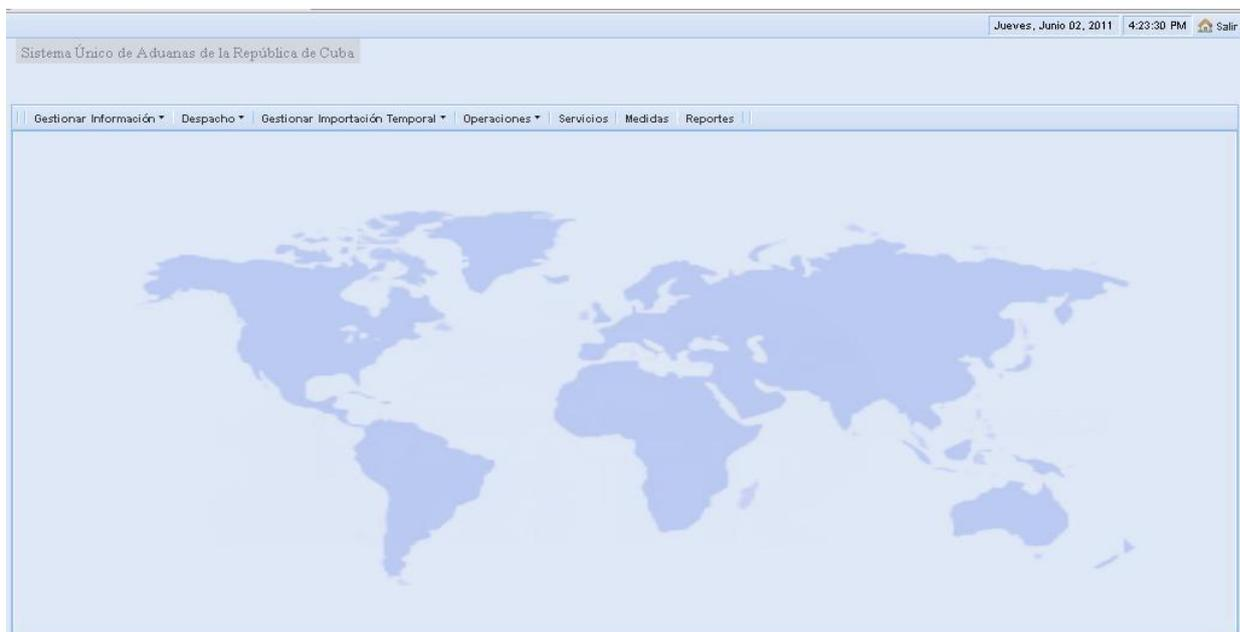 Jueves, Junio 02, 2011 4:23:30 PM Salir
Sistema Único de Aduanas de la República de Cuba
Gestionar Información Despacho Gestionar Importación Temporal Operaciones Servicios Medidas Reportes